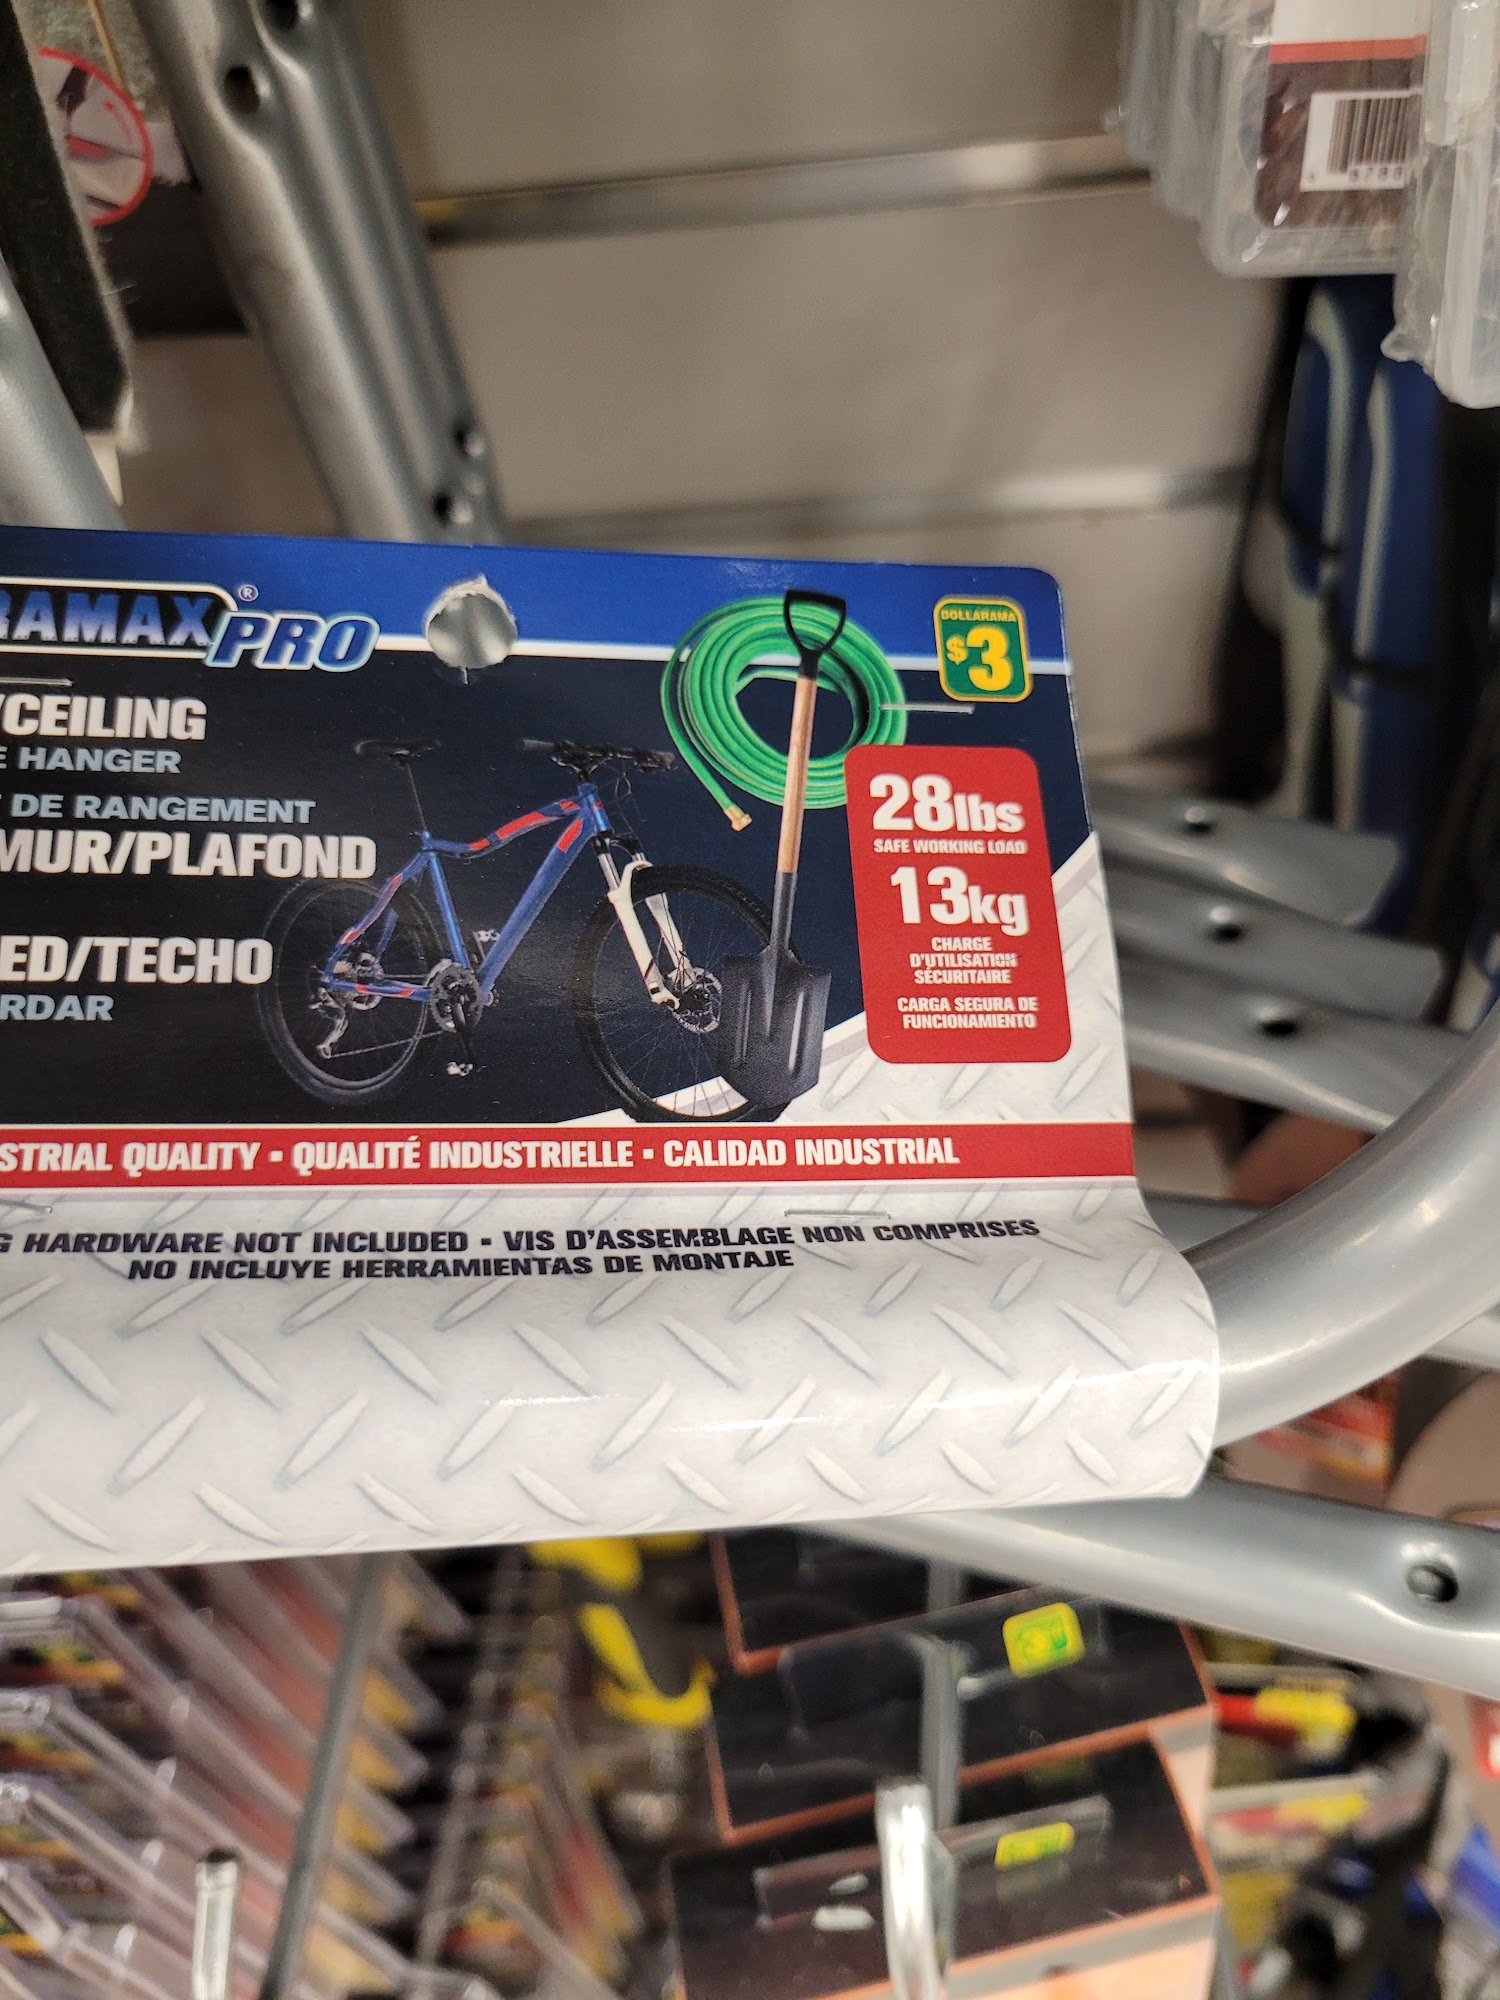 RAMAX® PRO
DOLLARAMA
$3
/CEILING
E HANGER
DE RANGEMENT
MUR/PLAFOND
ED/TECHO
RDAR
28lbs
SAFE WORKING LOAD
13kg
CHARGE
D'UTILISATION
SÉCURITAIRE
CARGA SEGURA DE
FUNCIONAMIENTO
STRIAL QUALITY ▪ QUALITÉ INDUSTRIELLE ▪ CALIDAD INDUSTRIAL
G HARDWARE NOT INCLUDED ▪ VIS D'ASSEMBLAGE NON COMPRISES
NO INCLUYE HERRAMIENTAS DE MONTAJE